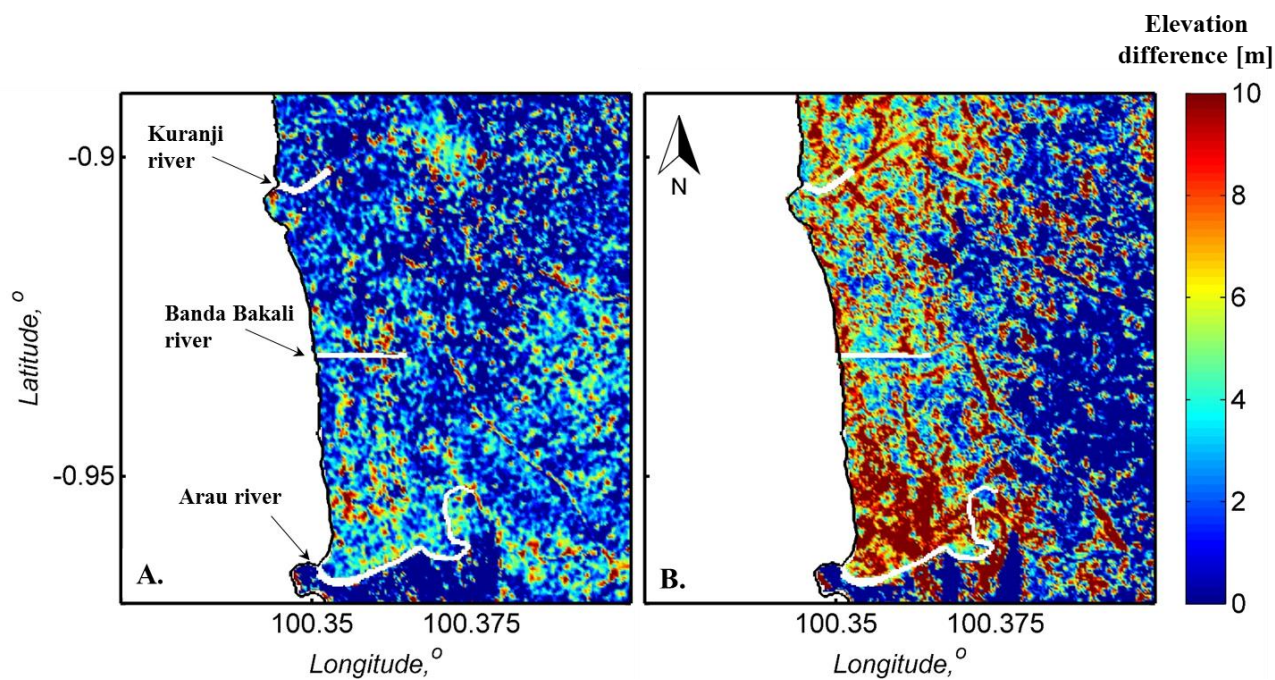 Elevation
difference [m]
Kuranji
river
-0.9
Banda Bakali
river
Latitude, o
-0.95
Arau river
A.
100.35
100.375
Longitude, o
N
B.
100.35
100.375
Longitude, o
10
8
6
4
2
0